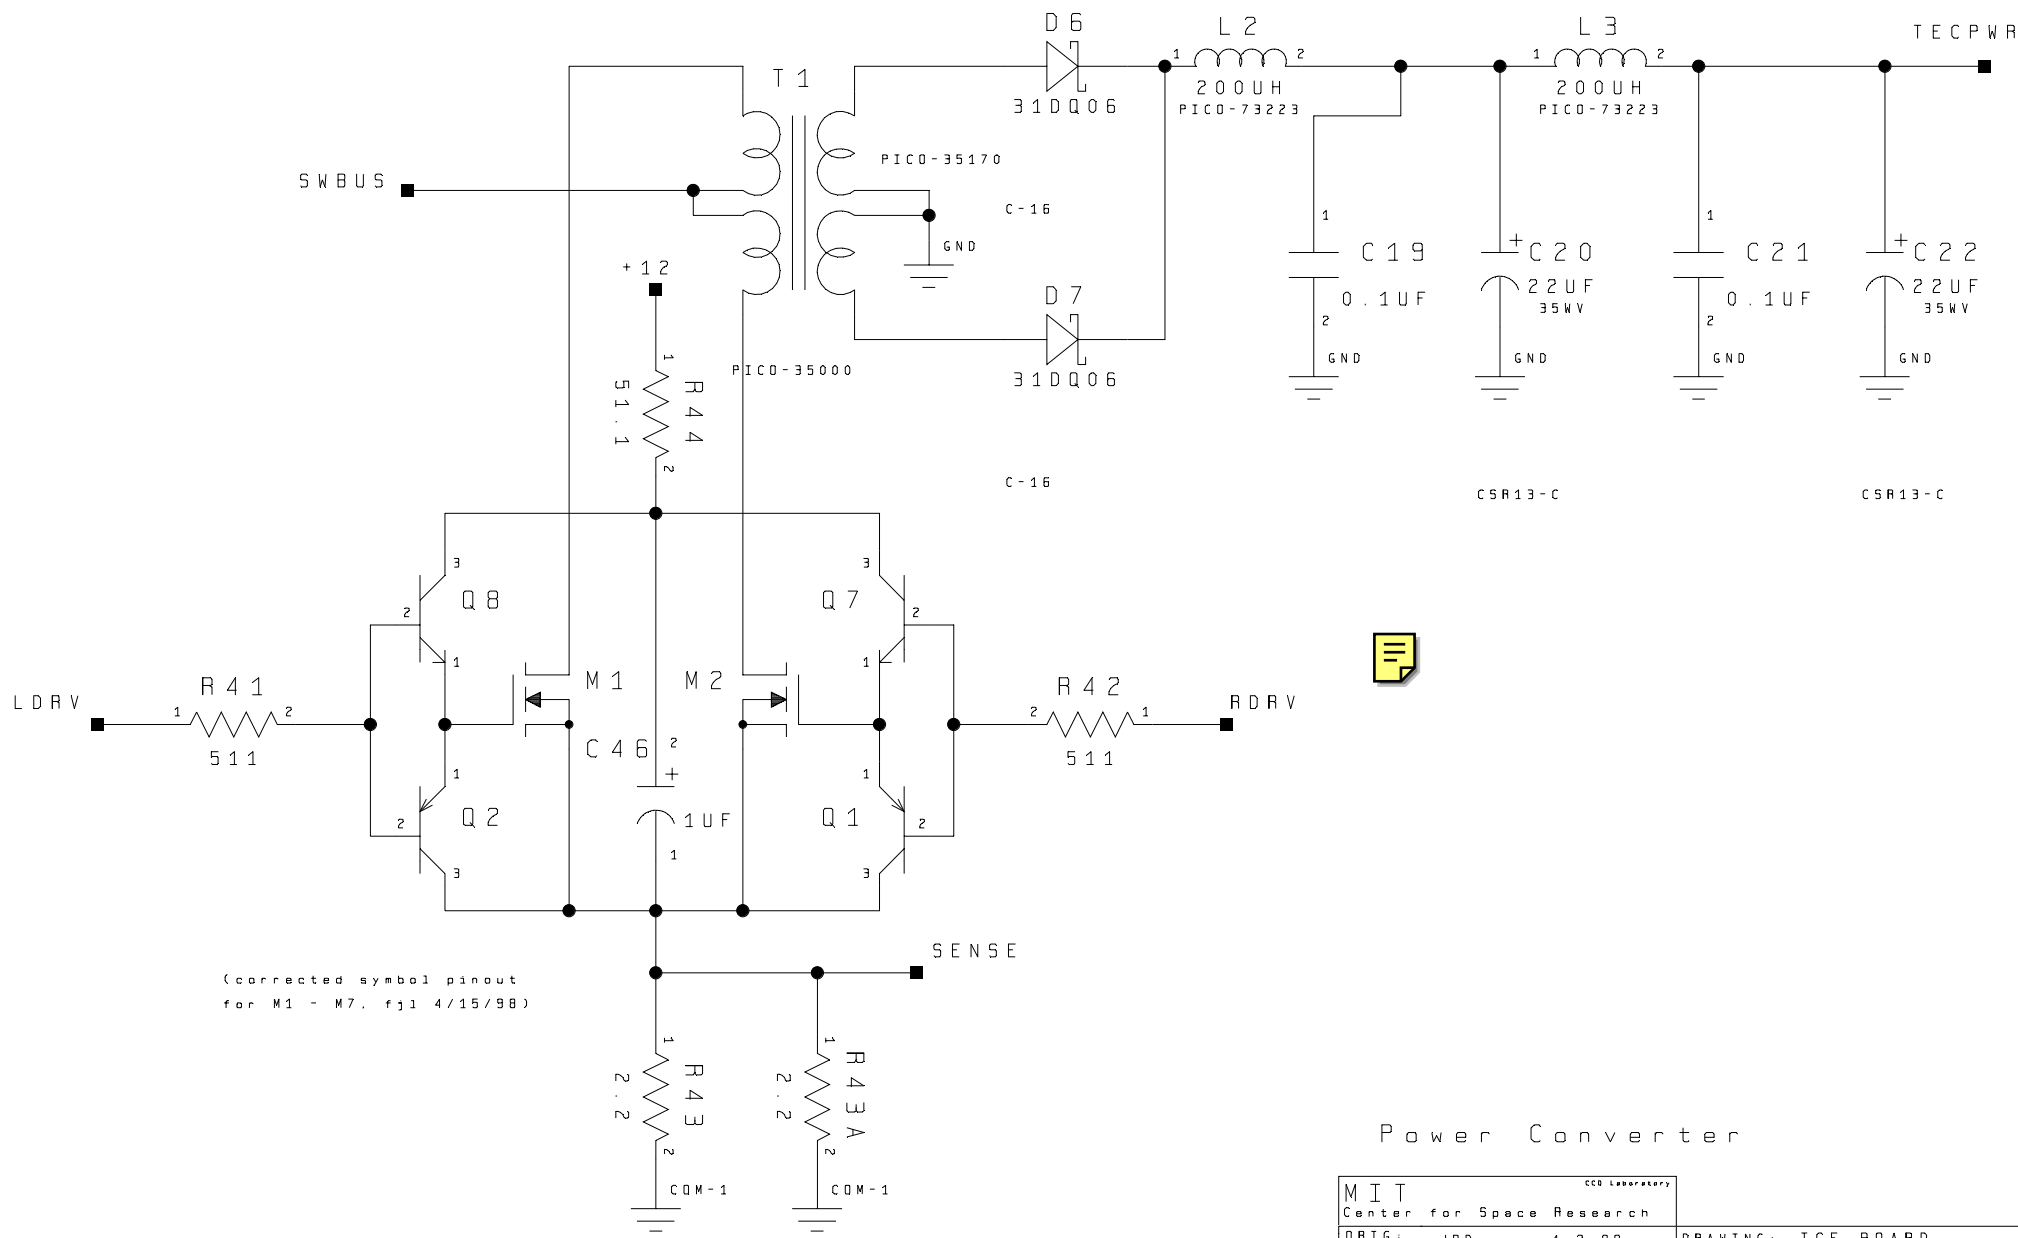 D6
L2
L3
TECPWR
T1
1
2
1
2
31DQ06
200UH
200UH
PICO-73223
PICO-73223
PICO-35170
SWBUS
C-16
1
1
GND
+
C20
+
C22
C19
C21
+12
D7
22UF
22UF
0.1UF
0.1UF
35WV
35WV
2
2
GND
GND
GND
GND
1
PICO-35000
31DQ06
51.1
R44
2
C-16
CSR13-C
CSR13-C
3
3
Q8
Q7
2
2
1
1
R41
M1
M2
R42
LDRV
RDRV
1
2
2
1
511
C46
2
511
1
+
1
Q2
1UF
Q1
2
2
1
3
3
SENSE
(corrected symbol pinout
for M1 - M7, fjl 4/15/98)
1
1
2.2
R43
2.2
R43A
2
2
COM-1
COM-1
Power Converter
MIT
CCD Laboratory
Center for Space Research